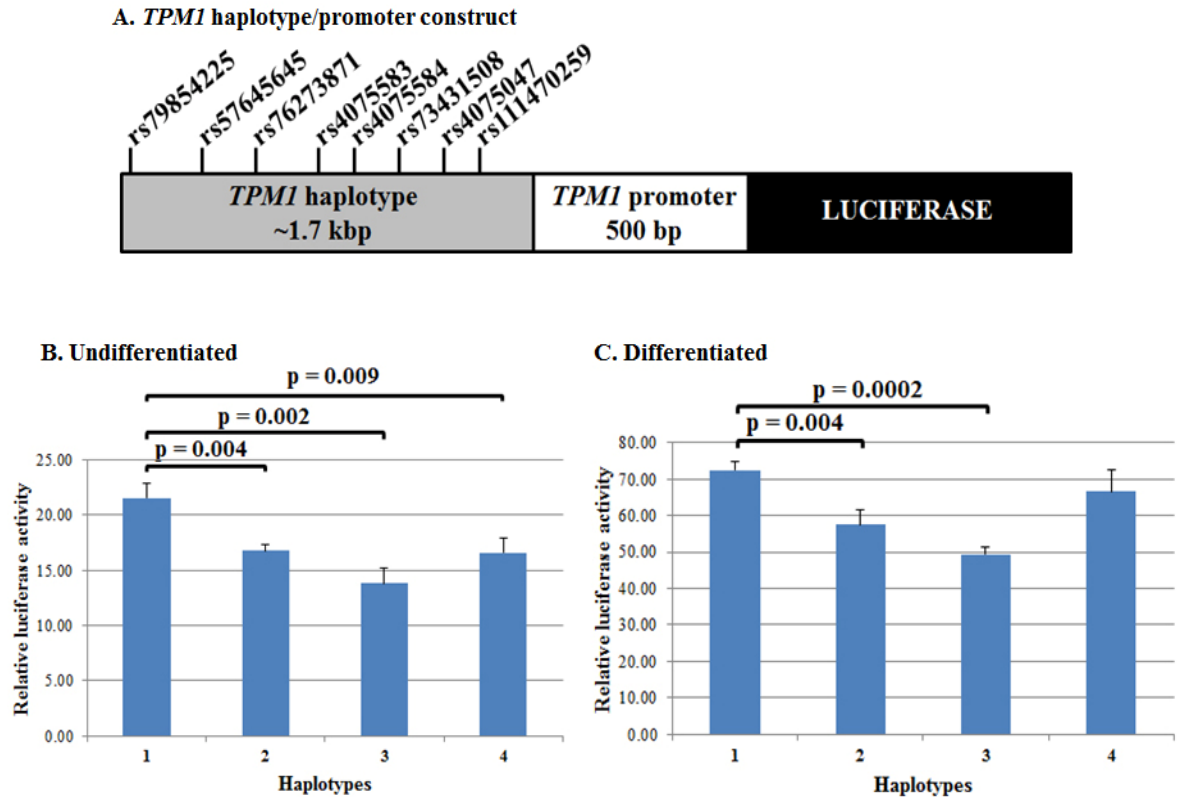 A. TPM1 haplotype/promoter construct
rs79854225
rs57645645
rs76273871
rs4075583
rs4075584
rs73431508
rs4075047
rs111470259
TPM1 haplotype
~1.7 kbp
TPM1 promoter
500 bp
LUCIFERASE
B. Undifferentiated
p = 0.009
p = 0.002
p = 0.004
25.00
20.00
15.00
10.00
5.00
0.00
Relative luciferase activity
1 2 3 4
Haplotypes
C. Differentiated
p = 0.0002
p = 0.004
80.00
70.00
60.00
50.00
40.00
30.00
20.00
10.00
0.00
Relative luciferase activity
1 2 3 4
Haplotypes